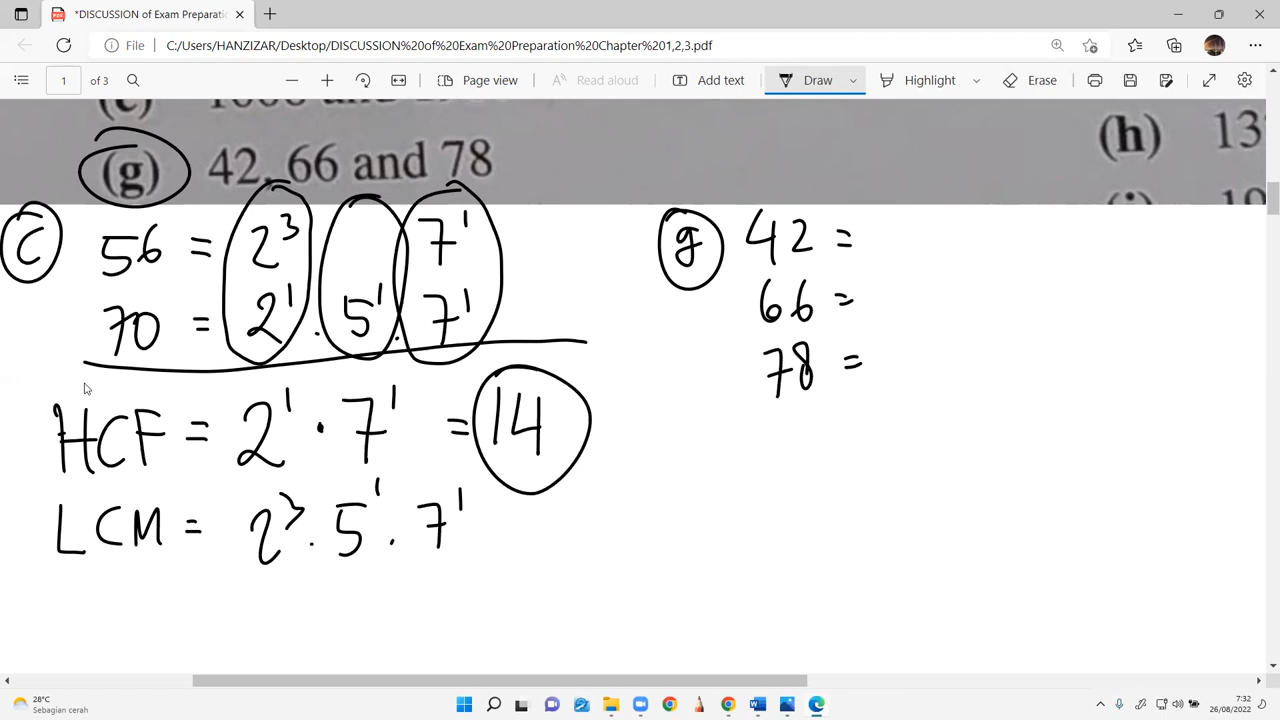 *DISCUSSION of Exam Preparati
File C:/Users/HANZIZAR/Desktop/DISCUSSION%20of%20Exam%20Preparation%20Chapter%201,2,3.pdf
1 of 3 Page view Read aloud Add text Draw Highlight Erase
(g) 42, 66 and 78 (h) 13
C 56 = 2³ 7¹
70 = 2¹ . 5¹ . 7¹
HCF = 2¹ · 7¹ = 14
LCM = 2³ . 5¹ . 7¹
g 42 =
66 =
78 =
28°C
Sebagian cerah
7:32
26/08/2022